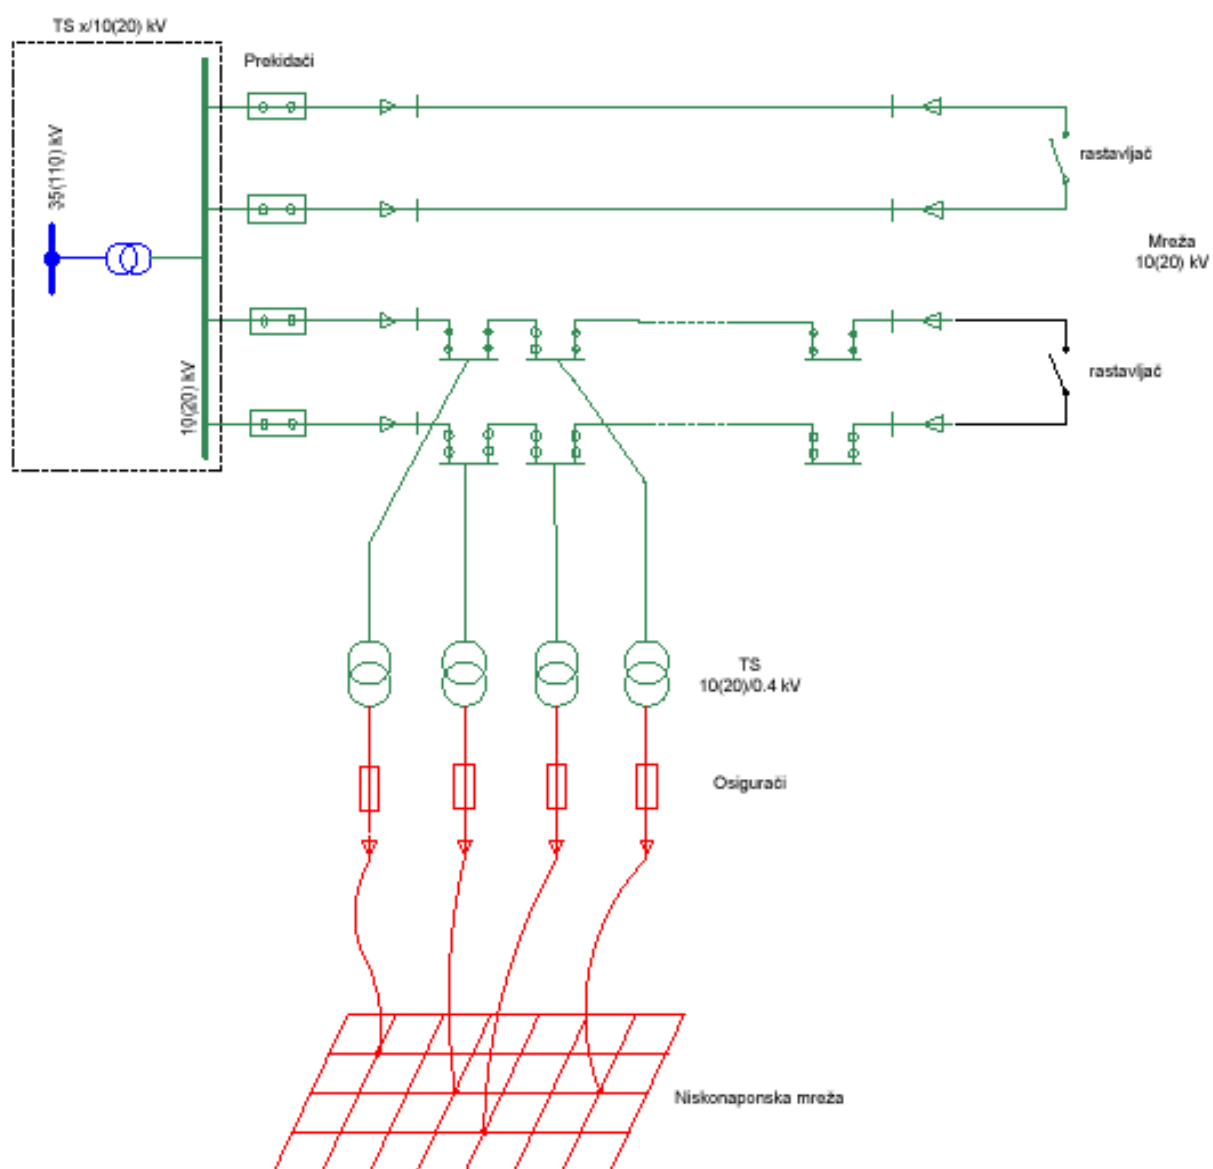 TS x/10(20) kV
Prekidači
35(110) kV
rastavljač
Mreža
10(20) kV
10(20) kV
rastavljač
TS
10(20)/0.4 kV
Osigurači
Niskonaponska mreža